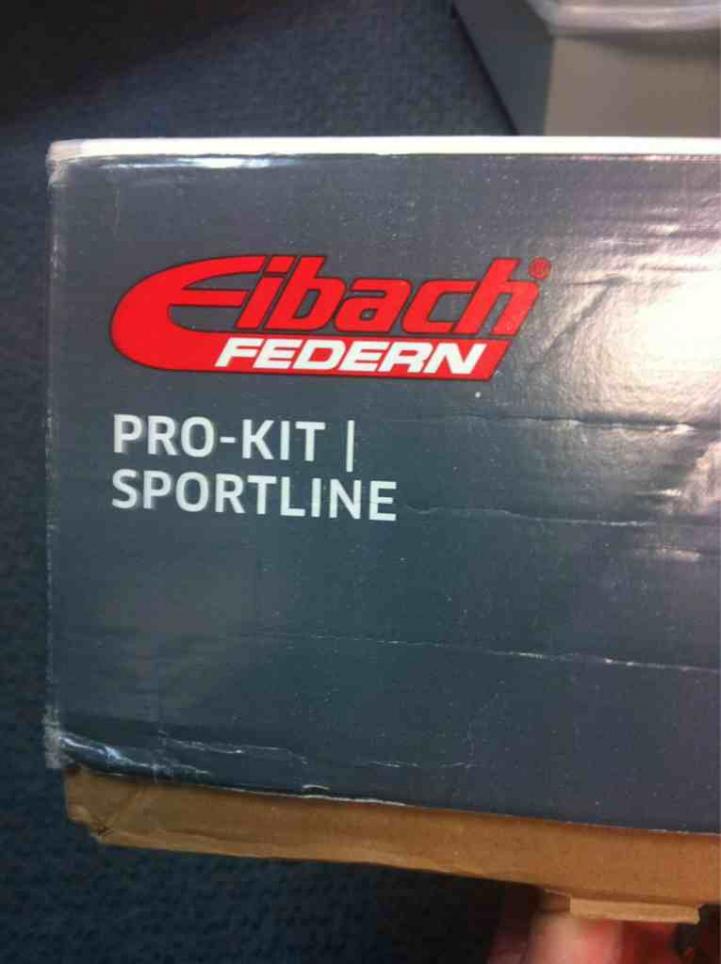 Eibach®
FEDERN
PRO-KIT |
SPORTLINE